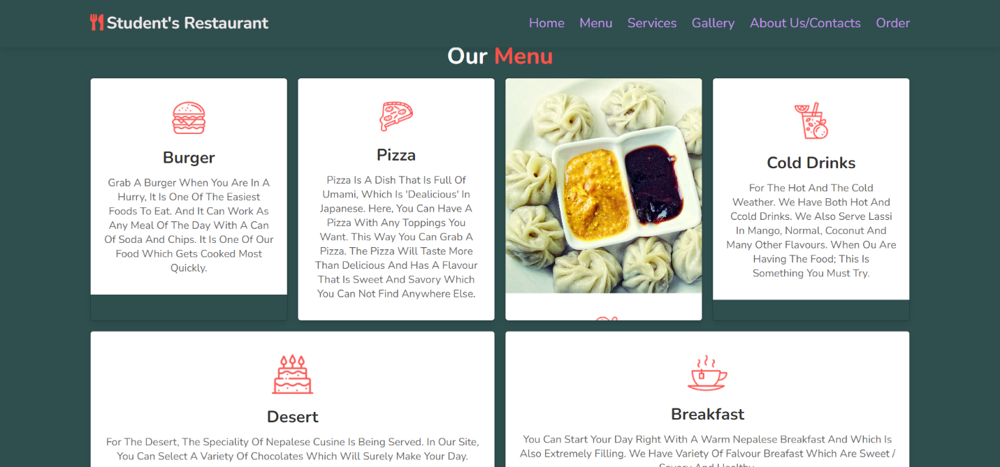 Student's Restaurant
Home Menu Services Gallery About Us/Contacts Order
Our Menu
Burger
Grab A Burger When You Are In A
Hurry, It Is One Of The Easiest
Foods To Eat. And It Can Work As
Any Meal Of The Day With A Can
Of Soda And Chips. It Is One Of Our
Food Which Gets Cooked Most
Quickly.
Pizza
Pizza Is A Dish That Is Full Of
Umami, Which Is 'Dealicious' In
Japanese. Here, You Can Have A
Pizza With Any Toppings You
Want. This Way You Can Grab A
Pizza. The Pizza Will Taste More
Than Delicious And Has A Flavour
That Is Sweet And Savory Which
You Can Not Find Anywhere Else.
Cold Drinks
For The Hot And The Cold
Weather. We Have Both Hot And
Ccold Drinks. We Also Serve Lassi
In Mango, Normal, Coconut And
Many Other Flavours. When Ou Are
Having The Food; This Is
Something You Must Try.
Desert
For The Desert, The Speciality Of Nepalese Cusine Is Being Served. In Our Site,
You Can Select A Variety Of Chocolates Which Will Surely Make Your Day.
Breakfast
You Can Start Your Day Right With A Warm Nepalese Breakfast And Which Is
Also Extremely Filling. We Have Variety Of Falvour Breafast Which Are Sweet /
Savory And Healthy.